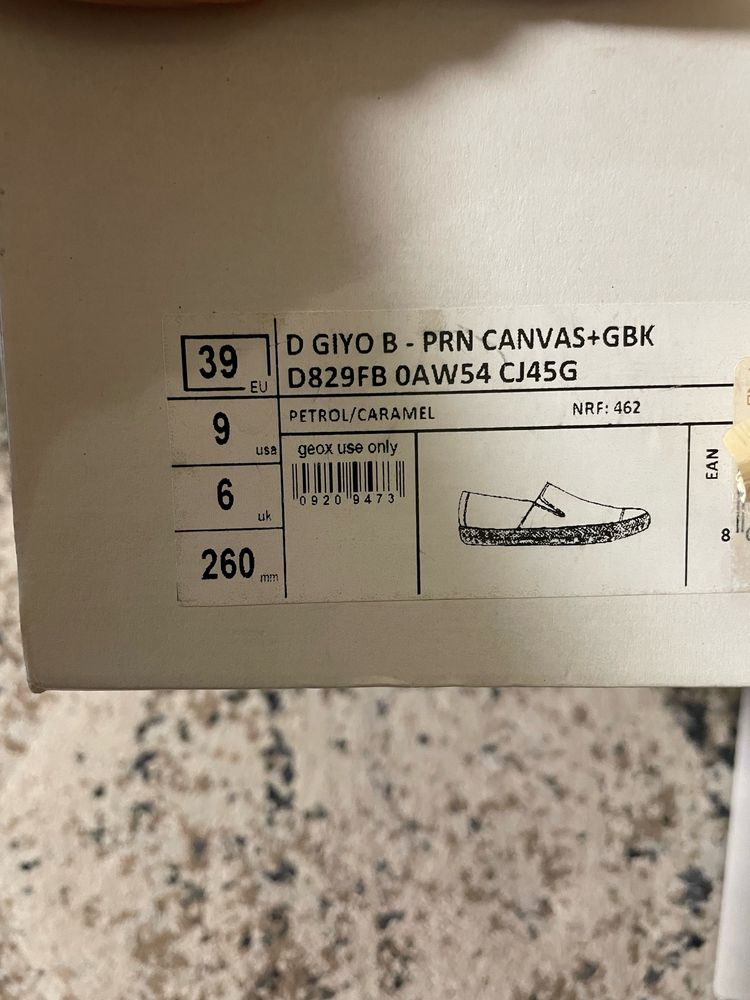 39 EU
D GIYO B - PRN CANVAS+GBK
D829FB 0AW54 CJ45G
9 usa
PETROL/CARAMEL NRF: 462
geox use only
0920 9473
6 uk
260 mm
EAN
8